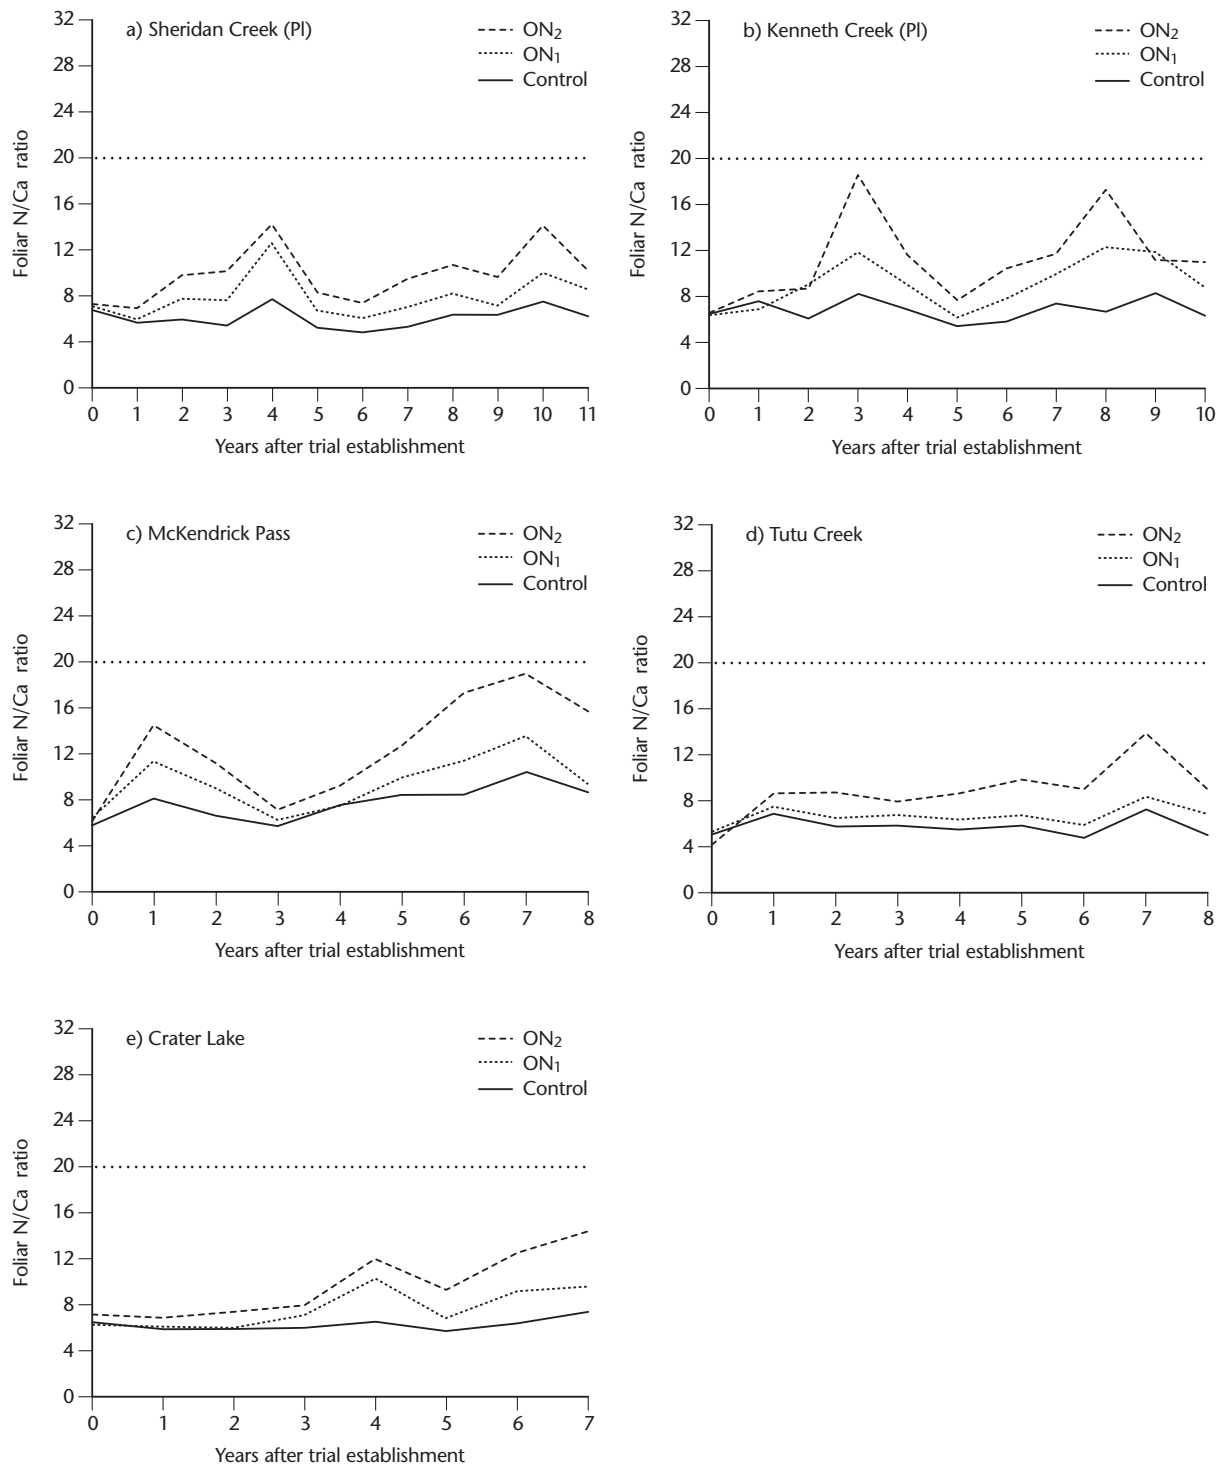 a) Sheridan Creek (Pl)
ON2
ON1
Control
32
28
24
20
16
12
8
4
0
Foliar N/Ca ratio
0 1 2 3 4 5 6 7 8 9 10 11
Years after trial establishment
b) Kenneth Creek (Pl)
ON2
ON1
Control
32
28
24
20
16
12
8
4
0
Foliar N/Ca ratio
0 1 2 3 4 5 6 7 8 9 10
Years after trial establishment
c) McKendrick Pass
ON2
ON1
Control
32
28
24
20
16
12
8
4
0
Foliar N/Ca ratio
0 1 2 3 4 5 6 7 8
Years after trial establishment
d) Tutu Creek
ON2
ON1
Control
32
28
24
20
16
12
8
4
0
Foliar N/Ca ratio
0 1 2 3 4 5 6 7 8
Years after trial establishment
e) Crater Lake
ON2
ON1
Control
32
28
24
20
16
12
8
4
0
Foliar N/Ca ratio
0 1 2 3 4 5 6 7
Years after trial establishment